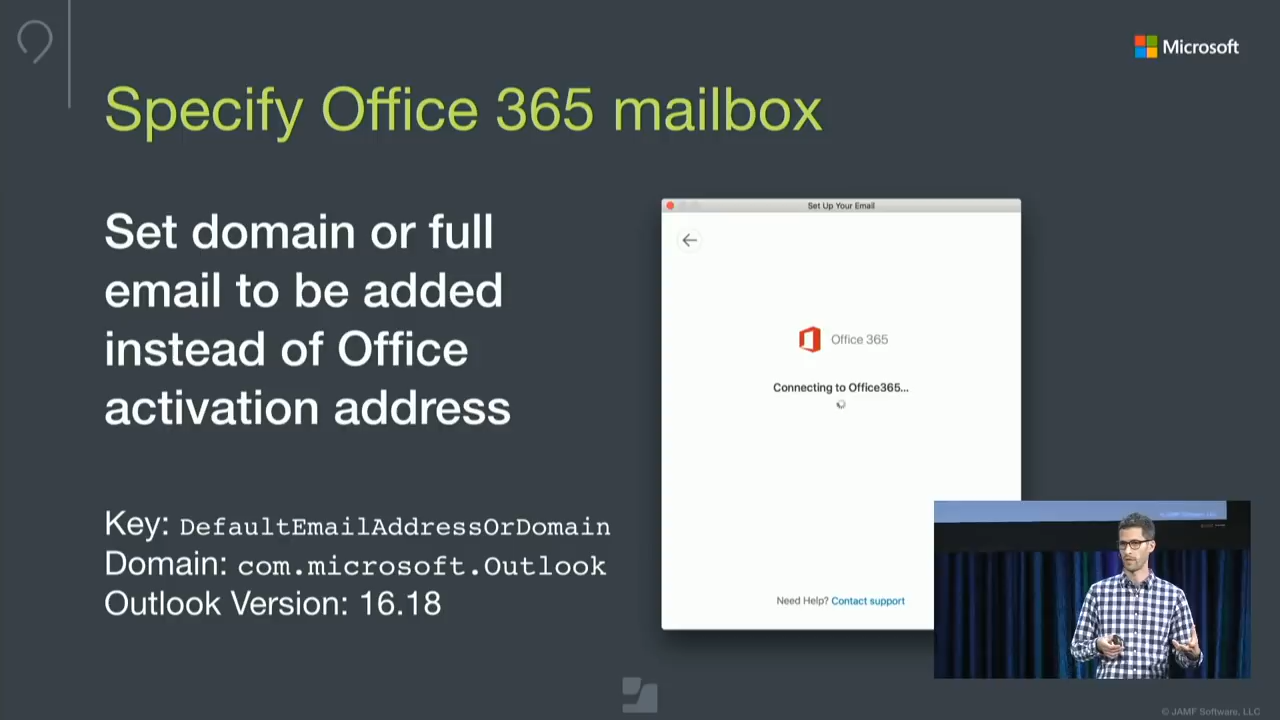 Microsoft
Specify Office 365 mailbox
Set domain or full
email to be added
instead of Office
activation address
Key: DefaultEmailAddressOrDomain
Domain: com.microsoft.Outlook
Outlook Version: 16.18
Set Up Your Email
Office 365
Connecting to Office365...
Need Help? Contact support
© JAMF Software, LLC